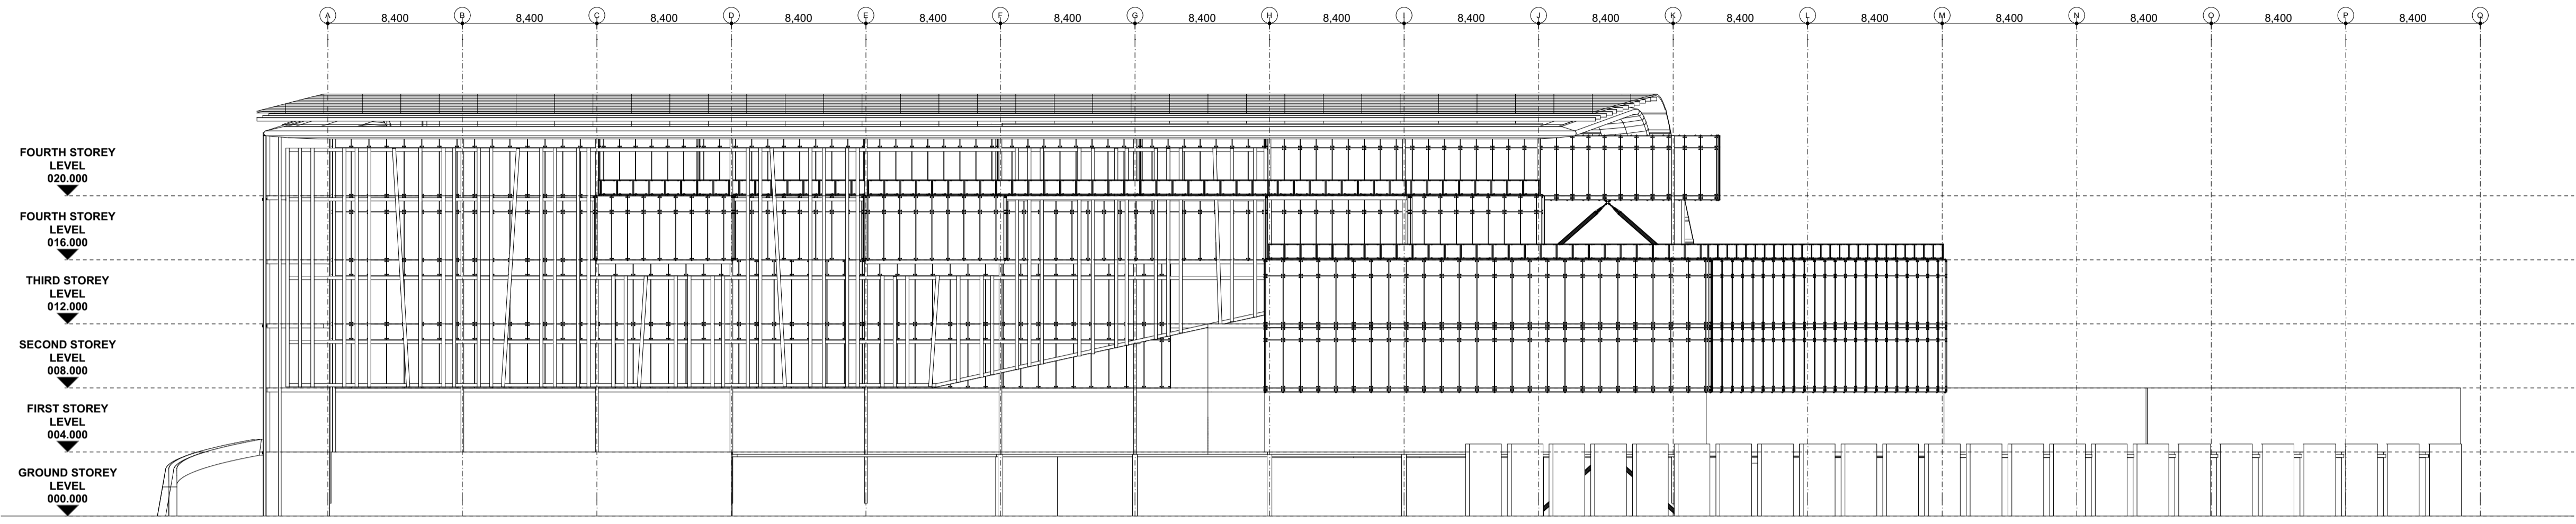 A 8,400 B 8,400 C 8,400 D 8,400 E 8,400 F 8,400 G 8,400 H 8,400 I 8,400 J 8,400 K 8,400 L 8,400 M 8,400 N 8,400 O 8,400 P 8,400 Q
FOURTH STOREY
LEVEL
020.000
FOURTH STOREY
LEVEL
016.000
THIRD STOREY
LEVEL
012.000
SECOND STOREY
LEVEL
008.000
FIRST STOREY
LEVEL
004.000
GROUND STOREY
LEVEL
000.000